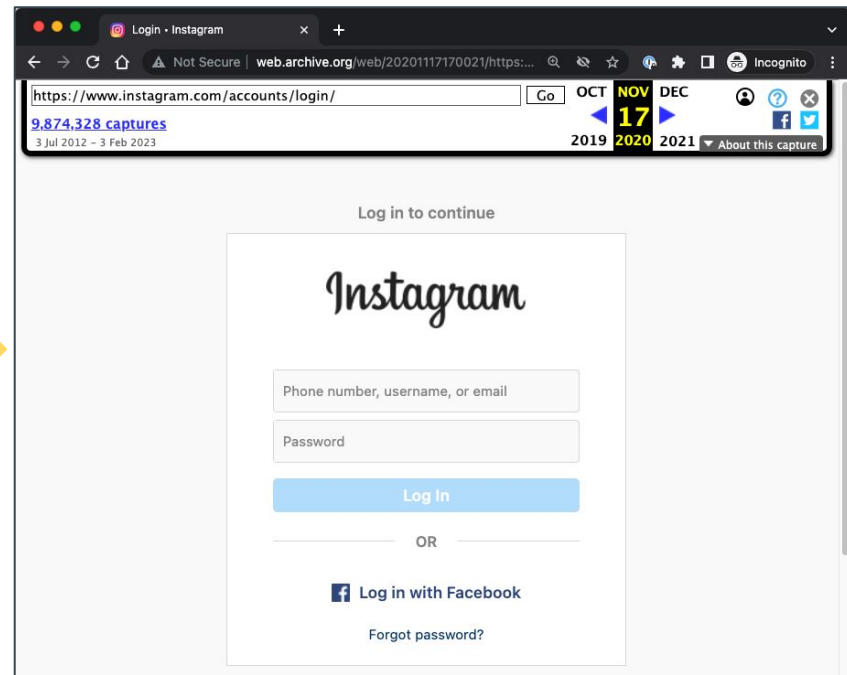 Login • Instagram
Not Secure | web.archive.org/web/20201117170021/https:... Incognito
https://www.instagram.com/accounts/login/ Go OCT NOV DEC
9,874,328 captures 17
3 Jul 2012 – 3 Feb 2023 2019 2020 2021 About this capture
Log in to continue
Instagram
Phone number, username, or email
Password
Log In
OR
Log in with Facebook
Forgot password?